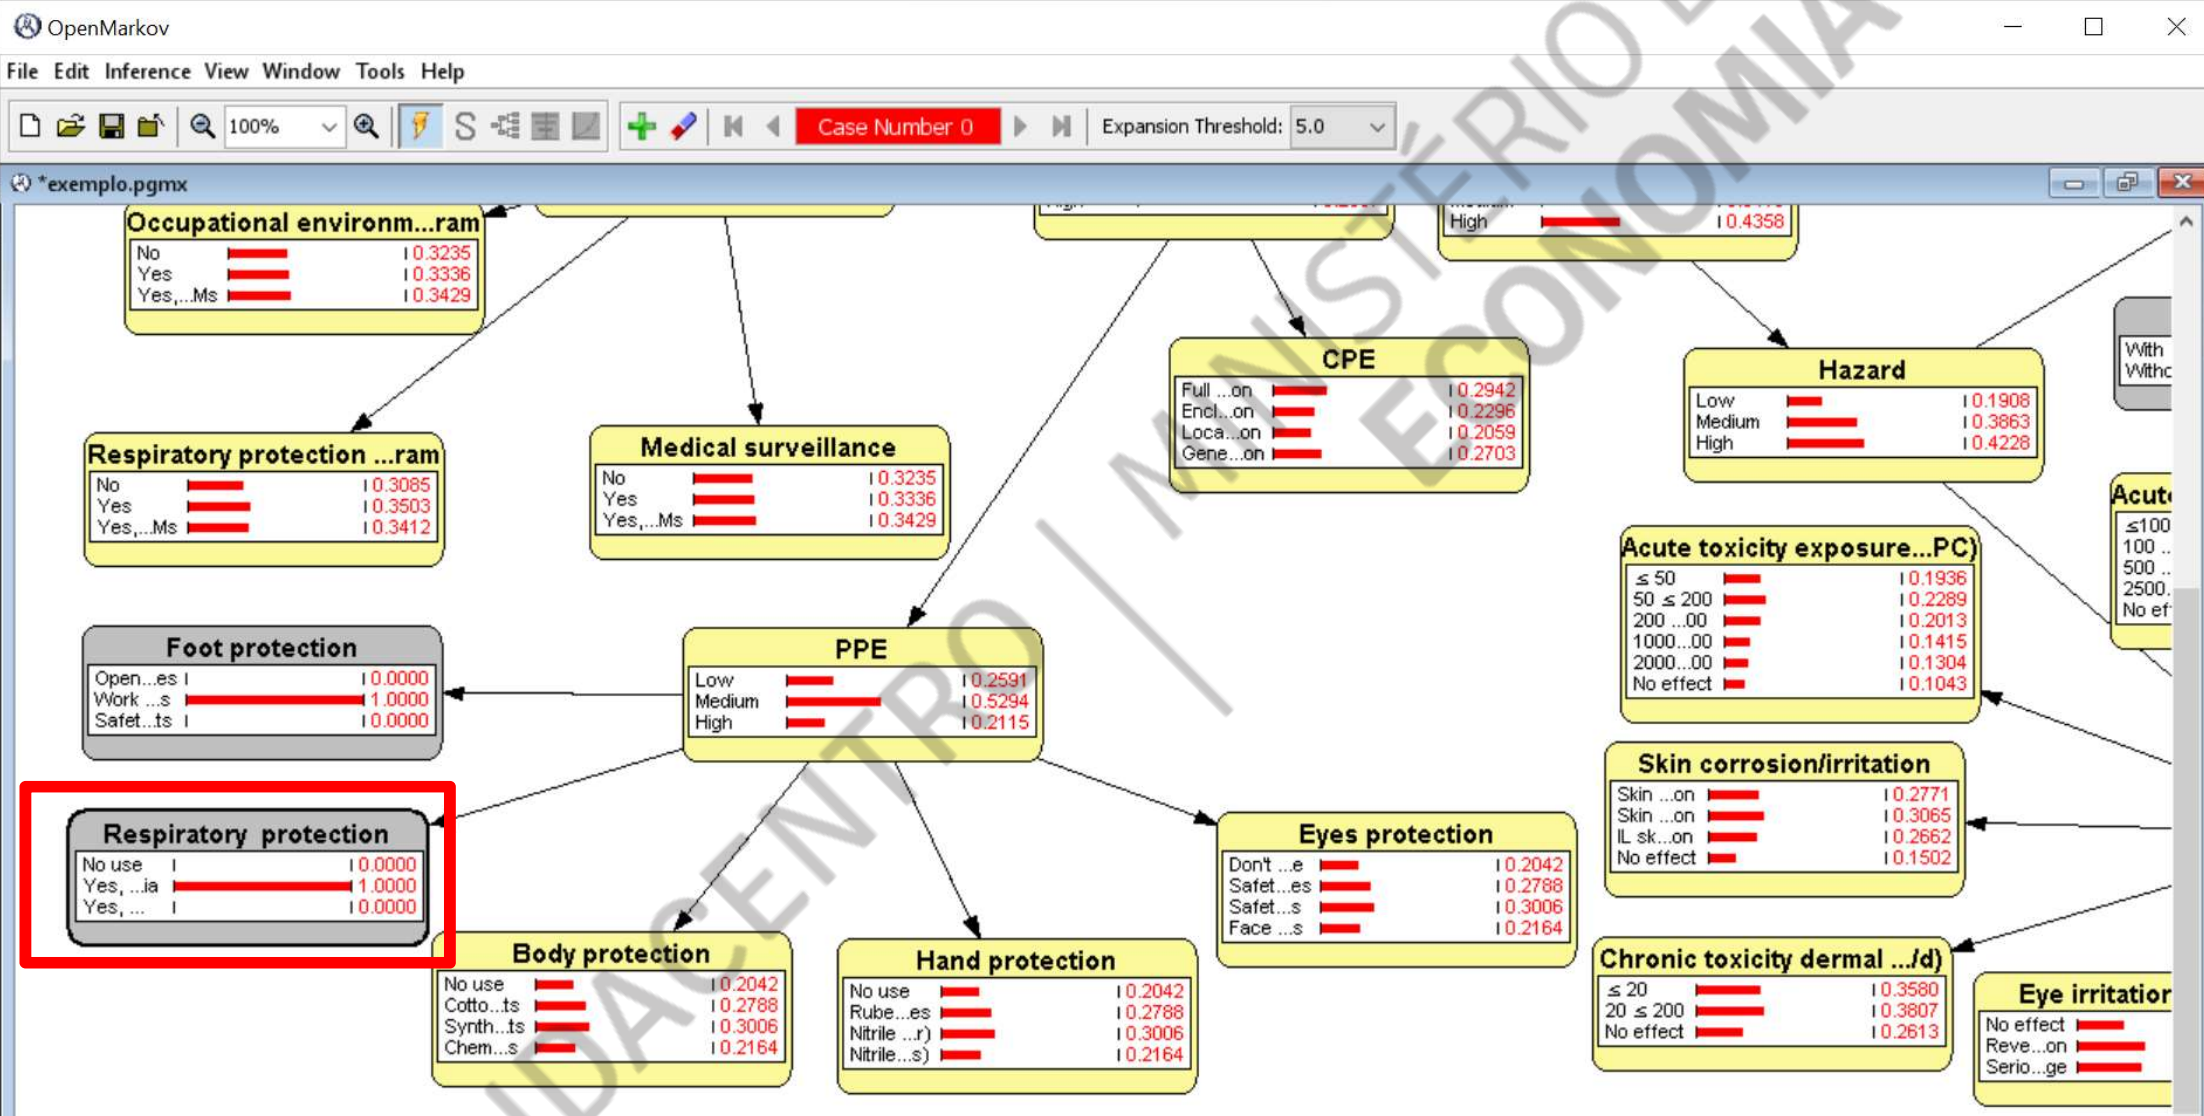 OpenMarkov
File Edit Inference View Window Tools Help
100%
S
Case Number 0
Expansion Threshold: 5.0
*exemplo.pgmx
Occupational environm...ram
No 0.3235
Yes 0.3336
Yes,...Ms 0.3429
High 0.4358
CPE
Full ...on 0.2942
Encl...on 0.2296
Loca...on 0.2059
Gene...on 0.2703
Hazard
Low 0.1908
Medium 0.3863
High 0.4228
With
Respiratory protection ...ram
No 0.3085
Yes 0.3503
Yes,...Ms 0.3412
Medical surveillance
No 0.3235
Yes 0.3336
Yes,...Ms 0.3429
Acute toxicity exposure...PC)
≤ 50 0.1936
50 ≤ 200 0.2289
200 ...00 0.2013
1000...00 0.1415
2000...00 0.1304
No effect 0.1043
≤100
100 ..
500 ..
2500.
No ef
Foot protection
Open...es 0.0000
Work ...s 1.0000
Safet...ts 0.0000
PPE
Low 0.2591
Medium 0.5294
High 0.2115
Skin corrosion/irritation
Skin ...on 0.2771
Skin ...on 0.3065
IL sk...on 0.2662
No effect 0.1502
Respiratory protection
No use 0.0000
Yes, ...ia 1.0000
Yes, ... 0.0000
Eyes protection
Don't ...e 0.2042
Safet...es 0.2788
Safet...s 0.3006
Face ...s 0.2164
Body protection
No use 0.2042
Cotto...ts 0.2788
Synth...ts 0.3006
Chem...s 0.2164
Hand protection
No use 0.2042
Rube...es 0.2788
Nitrile ...r) 0.3006
Nitrile...s) 0.2164
Chronic toxicity dermal .../d)
≤ 20 0.3580
20 ≤ 200 0.3807
No effect 0.2613
Eye irritation
No effect
Reve...on
Serio...ge
MINISTÉRIO
ECONOMIA
NDACENTRO